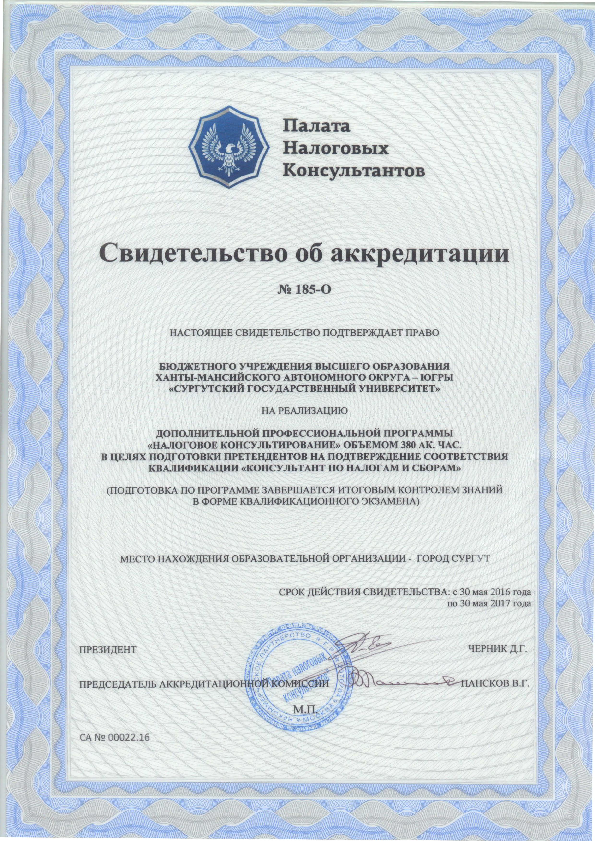 Палата
Налоговых
Консультантов
Свидетельство об аккредитации
№ 185-О
НАСТОЯЩЕЕ СВИДЕТЕЛЬСТВО ПОДТВЕРЖДАЕТ ПРАВО
БЮДЖЕТНОГО УЧРЕЖДЕНИЯ ВЫСШЕГО ОБРАЗОВАНИЯ
ХАНТЫ-МАНСИЙСКОГО АВТОНОМНОГО ОКРУГА – ЮГРЫ
«СУРГУТСКИЙ ГОСУДАРСТВЕННЫЙ УНИВЕРСИТЕТ»
НА РЕАЛИЗАЦИЮ
ДОПОЛНИТЕЛЬНОЙ ПРОФЕССИОНАЛЬНОЙ ПРОГРАММЫ
«НАЛОГОВОЕ КОНСУЛЬТИРОВАНИЕ» ОБЪЕМОМ 380 АК. ЧАС.
В ЦЕЛЯХ ПОДГОТОВКИ ПРЕТЕНДЕНТОВ НА ПОДТВЕРЖДЕНИЕ СООТВЕТСТВИЯ
КВАЛИФИКАЦИИ «КОНСУЛЬТАНТ ПО НАЛОГАМ И СБОРАМ»
(ПОДГОТОВКА ПО ПРОГРАММЕ ЗАВЕРШАЕТСЯ ИТОГОВЫМ КОНТРОЛЕМ ЗНАНИЙ
В ФОРМЕ КВАЛИФИКАЦИОННОГО ЭКЗАМЕНА)
МЕСТО НАХОЖДЕНИЯ ОБРАЗОВАТЕЛЬНОЙ ОРГАНИЗАЦИИ - ГОРОД СУРГУТ
СРОК ДЕЙСТВИЯ СВИДЕТЕЛЬСТВА: с 30 мая 2016 года
по 30 мая 2017 года
ПРЕЗИДЕНТ ЧЕРНИК Д.Г.
ПРЕДСЕДАТЕЛЬ АККРЕДИТАЦИОННОЙ КОМИССИИ ПАНСКОВ В.Г.
М.П.
СА № 00022.16